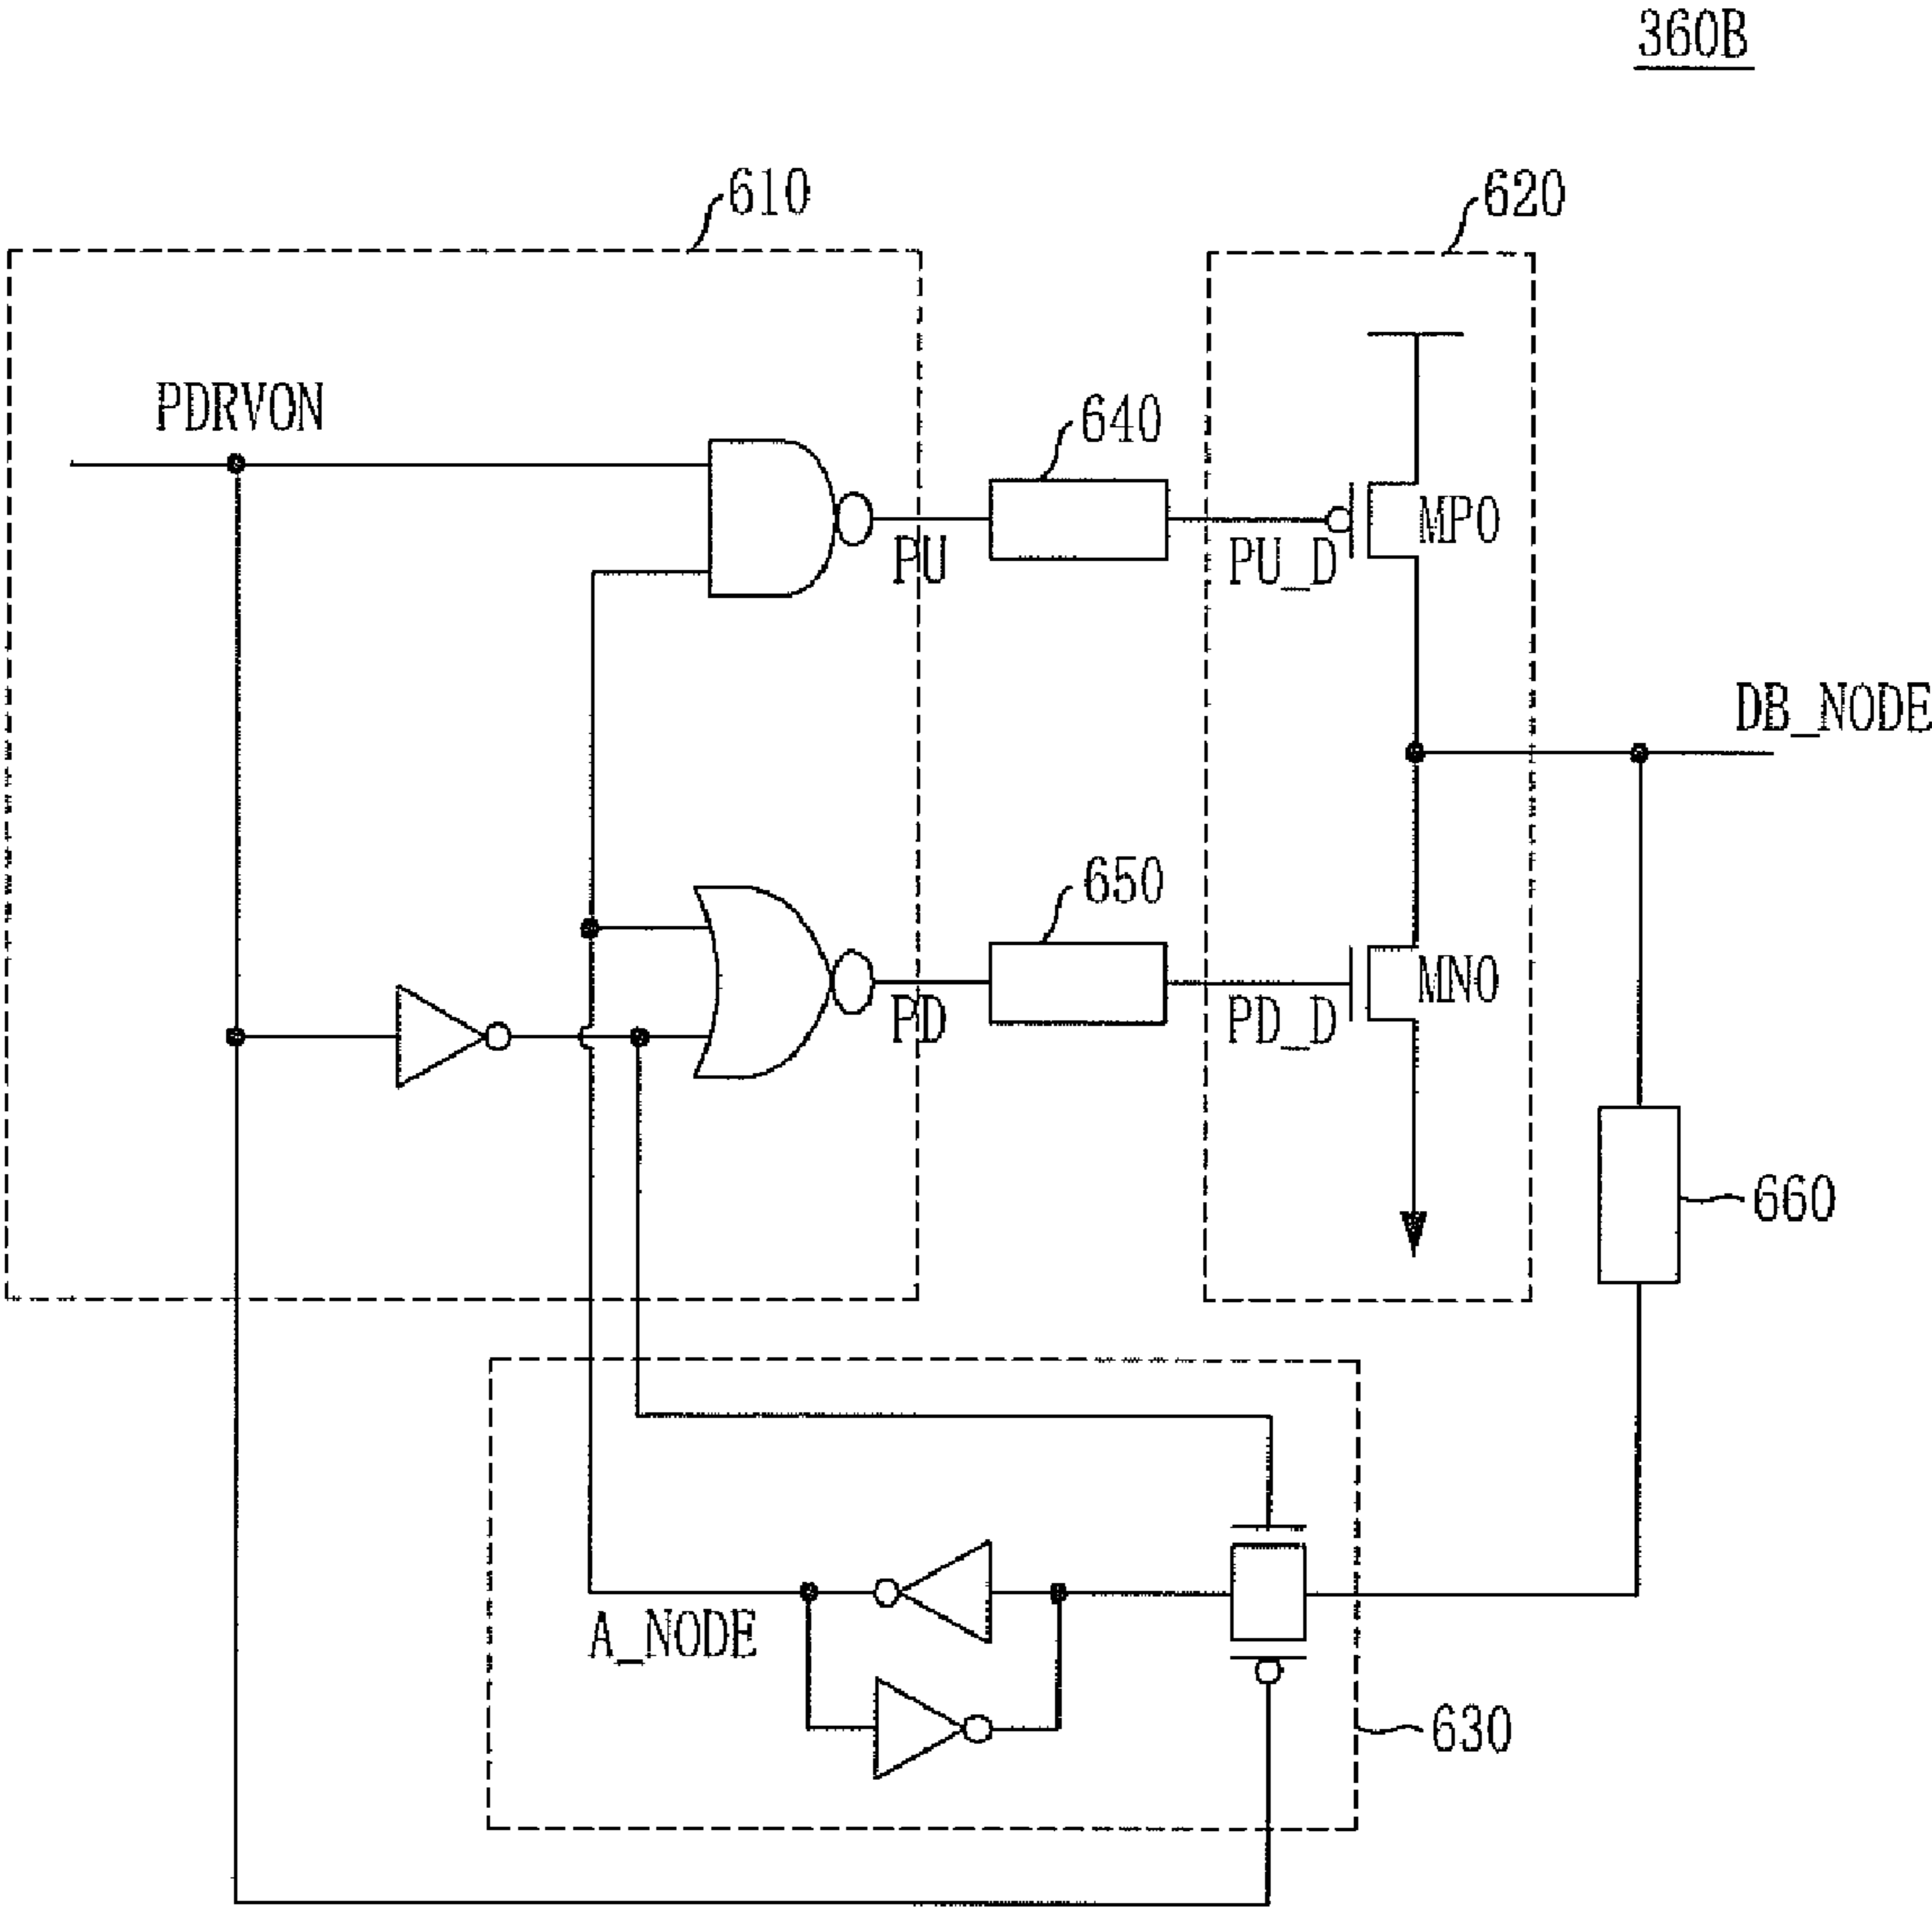 360B
610
620
PDRVON
640
MP0
PU
PU_D
DB_NODE
650
MN0
PD
PD_D
660
A_NODE
630